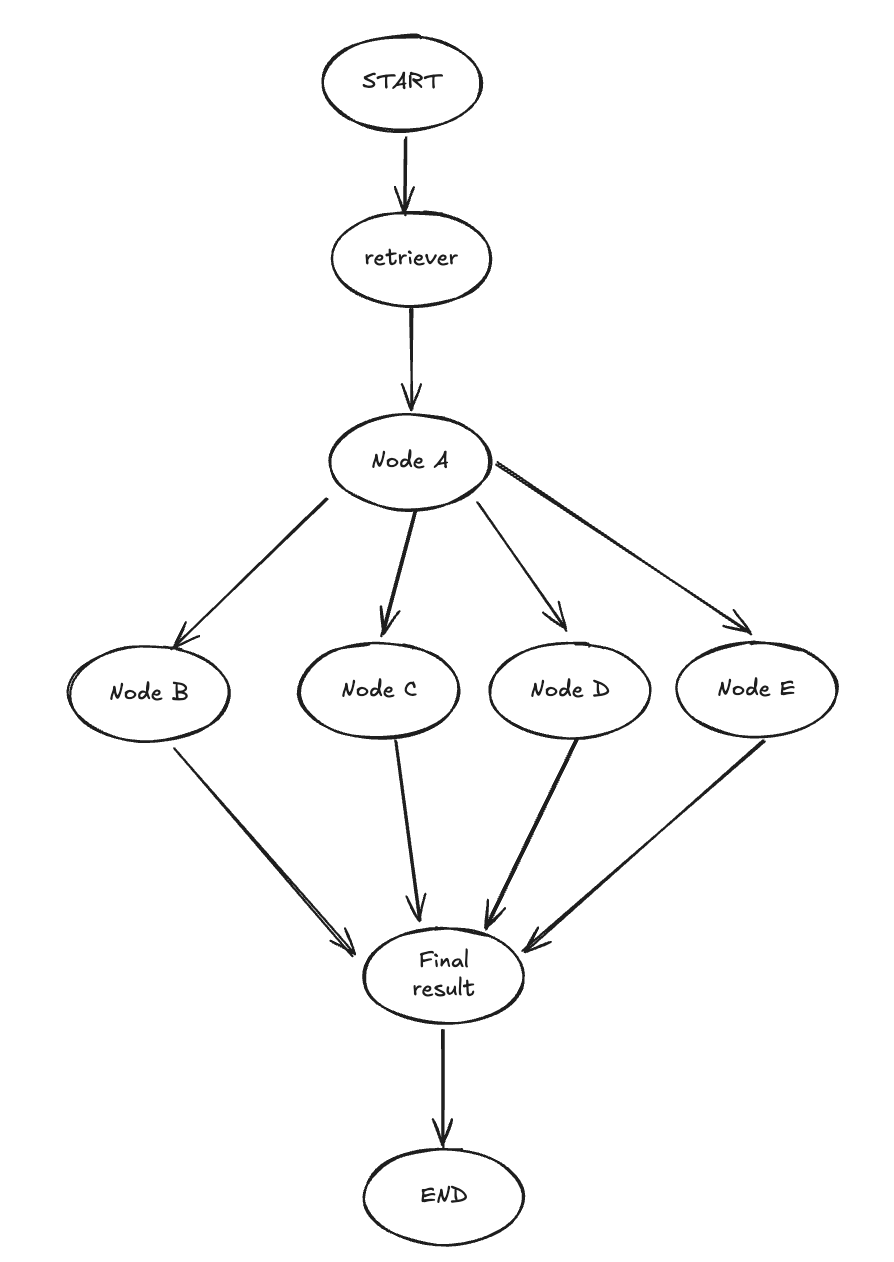 START
retriever
Node A
Node B
Node C
Node D
Node E
Final
result
END